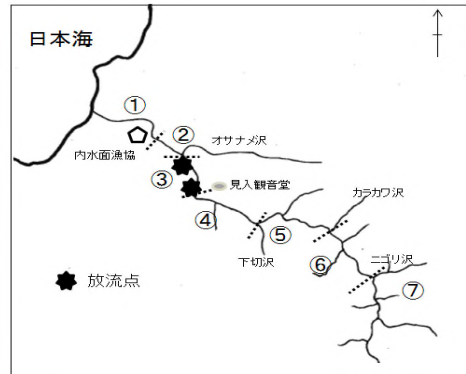 日本海
①
②
オサナメ沢
内水面漁協
③
見入観音堂
カラカワ沢
④
⑤
下切沢
⑥
ニゴリ沢
⑦
放流点